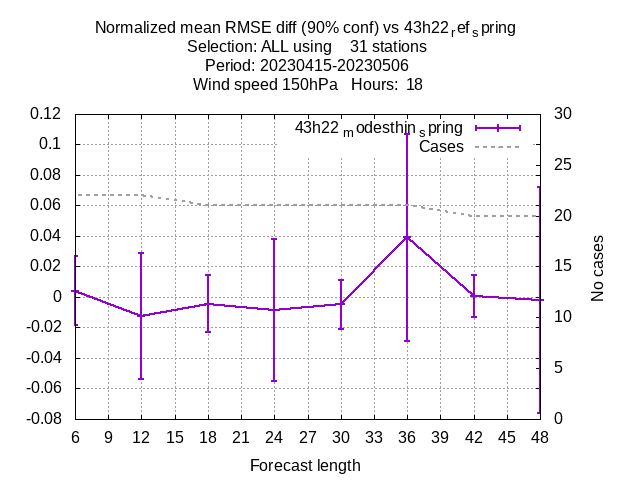 Normalized mean RMSE diff (90% conf) vs 43h22ᵣefₛpring
Selection: ALL using    31 stations
Period: 20230415-20230506
Wind speed 150hPa   Hours:  18
43h22ₘodesthinₛpring
Cases
0.12
0.1
0.08
0.06
0.04
0.02
0
-0.02
-0.04
-0.06
-0.08
30
25
20
15
10
5
0
No cases
6 9 12 15 18 21 24 27 30 33 36 39 42 45 48
Forecast length